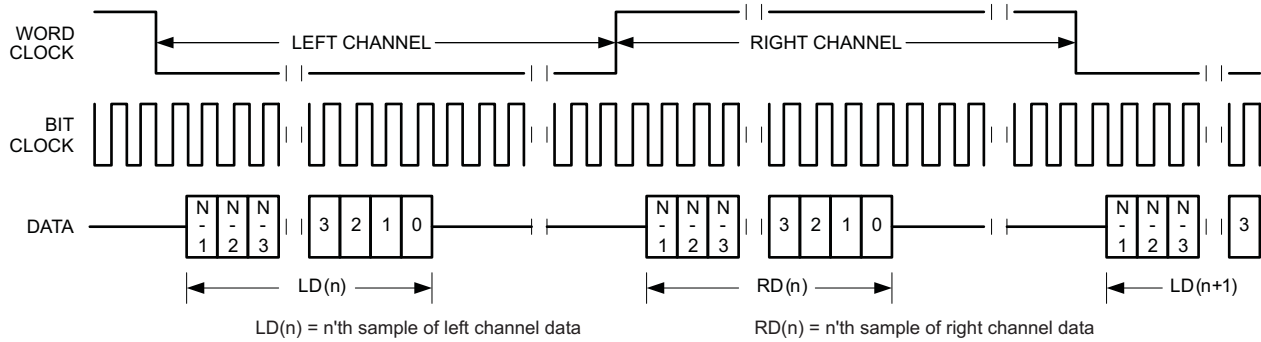 WORD
CLOCK
LEFT CHANNEL
RIGHT CHANNEL
BIT
CLOCK
DATA
N
-
1
N
-
2
N
-
3
3 2 1 0
N
-
1
N
-
2
N
-
3
3 2 1 0
N
-
1
N
-
2
N
-
3
3
LD(n)
RD(n)
LD(n+1)
LD(n) = n'th sample of left channel data
RD(n) = n'th sample of right channel data